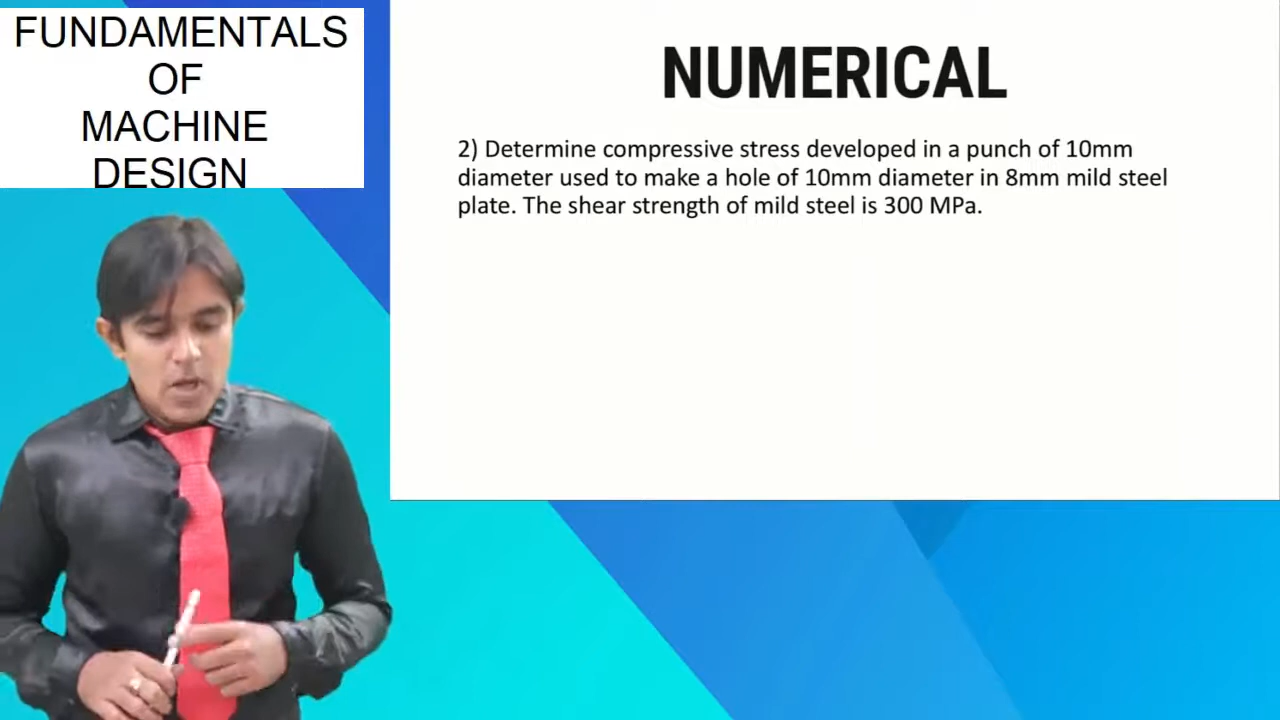 FUNDAMENTALS
OF
MACHINE
DESIGN
NUMERICAL
2) Determine compressive stress developed in a punch of 10mm
diameter used to make a hole of 10mm diameter in 8mm mild steel
plate. The shear strength of mild steel is 300 MPa.